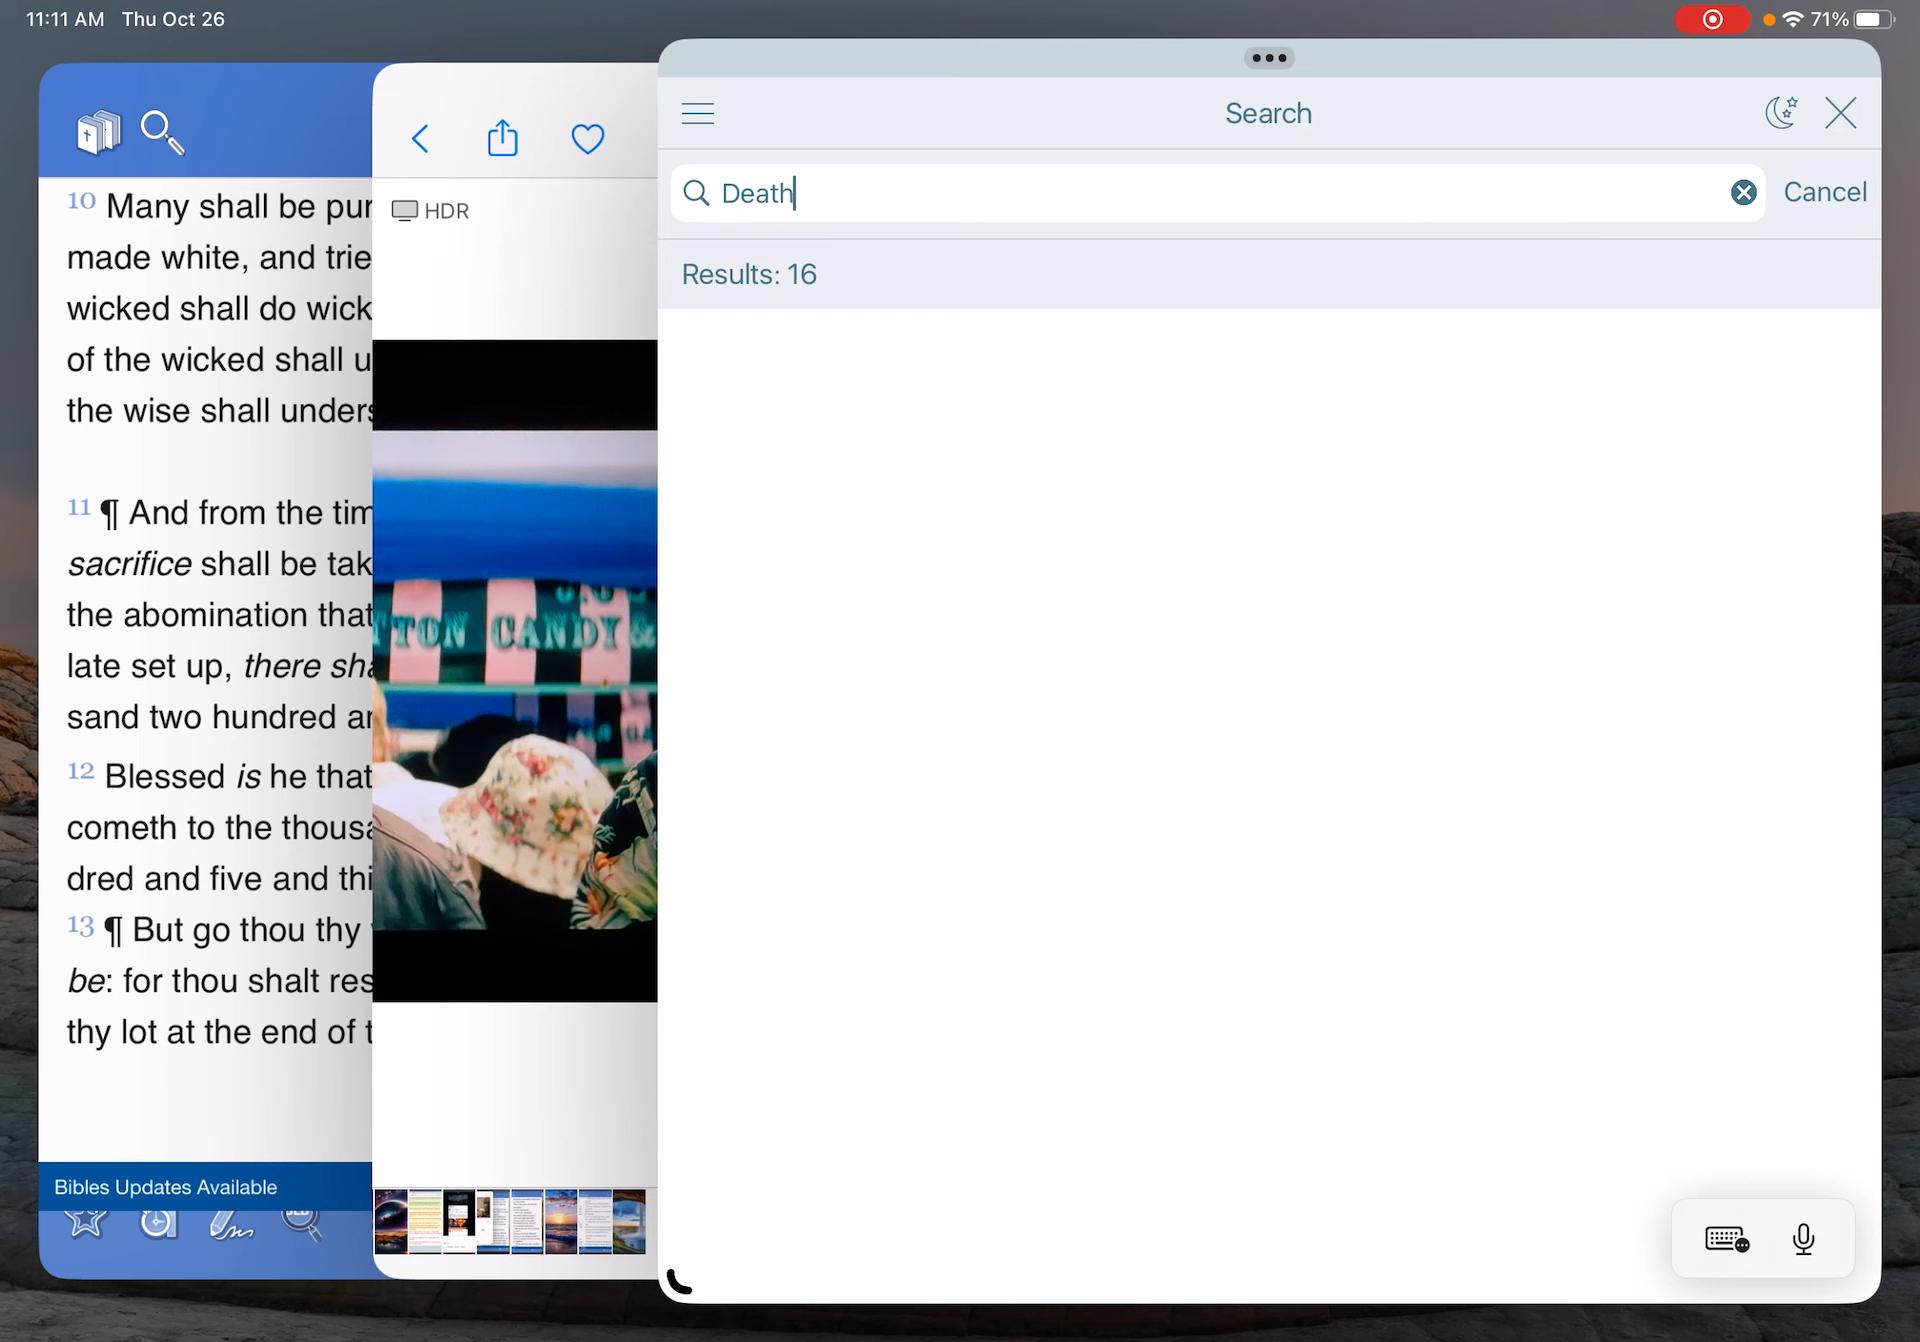 11:11 AM Thu Oct 26
71%
10 Many shall be pur
made white, and trie
wicked shall do wick
of the wicked shall u
the wise shall unders
11 ¶ And from the tim
sacrifice shall be tak
the abomination that
late set up, there sha
sand two hundred an
12 Blessed is he that
cometh to the thousa
dred and five and thi
13 ¶ But go thou thy
be: for thou shalt res
thy lot at the end of t
Bibles Updates Available
HDR
TTON CANDY &
Search
Death
Cancel
Results: 16